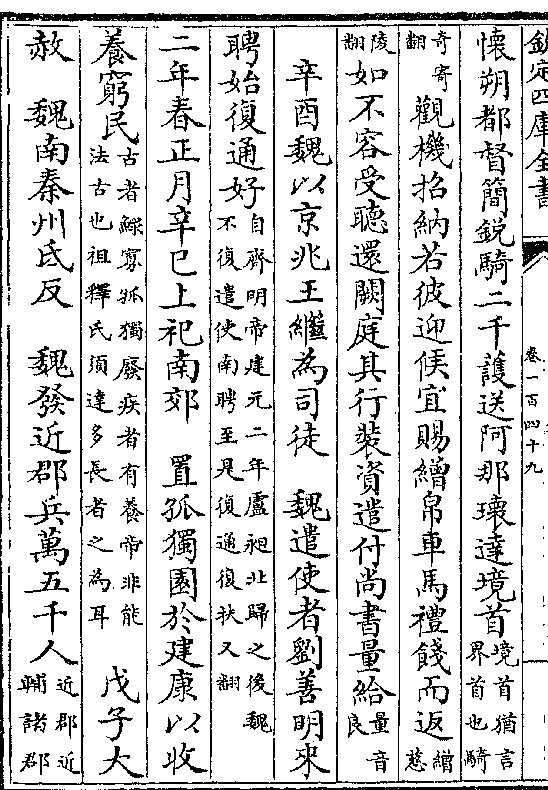 欽定四庫全書 卷一百四十九
懷朔都督簡銳騎二千護送阿那瓌達境首境首猶言界首也騎
奇寄翻觀機招納若彼迎候宜賜繒帛車馬禮餞而返繒慈
陵翻如不容受聽還闕庭其行裝資遣付尚書量給量音良
辛酉魏以京兆王繼為司徒 魏遣使者劉善明來
聘始復通好自齊明帝建元二年盧昶北歸之後魏不復遣使南聘至是復通復扶又翻
二年春正月辛巳上祀南郊 置孤獨園於建康以收
養窮民古者鰥寡孤獨廢疾者有養帝非能法古也祖釋氏須達多長者之為耳 戊子大
赦 魏南秦州氐反 魏發近郡兵萬五千人近郡近輔諸郡